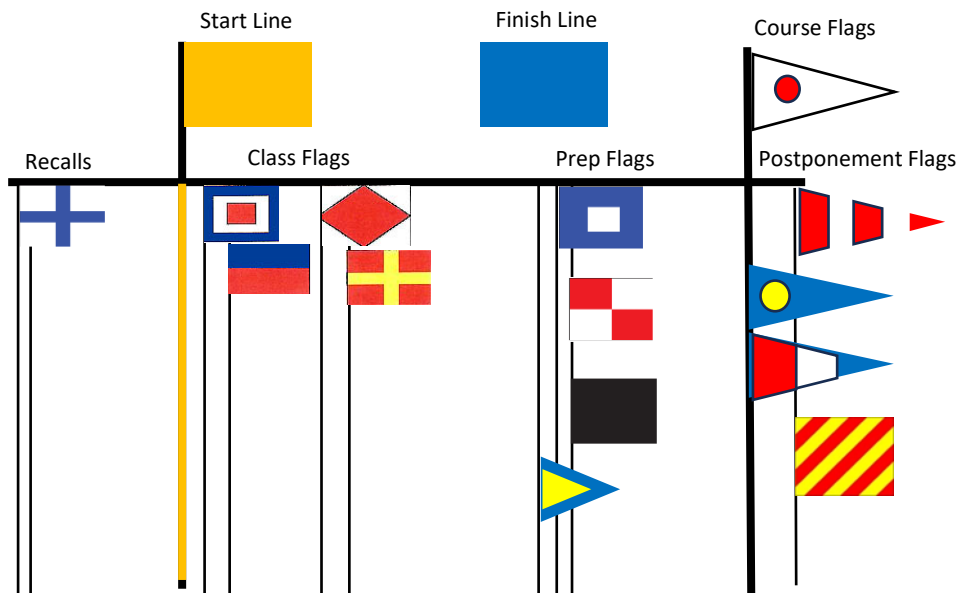 Start Line
Finish Line
Course Flags
Recalls
Class Flags
Prep Flags
Postponement Flags